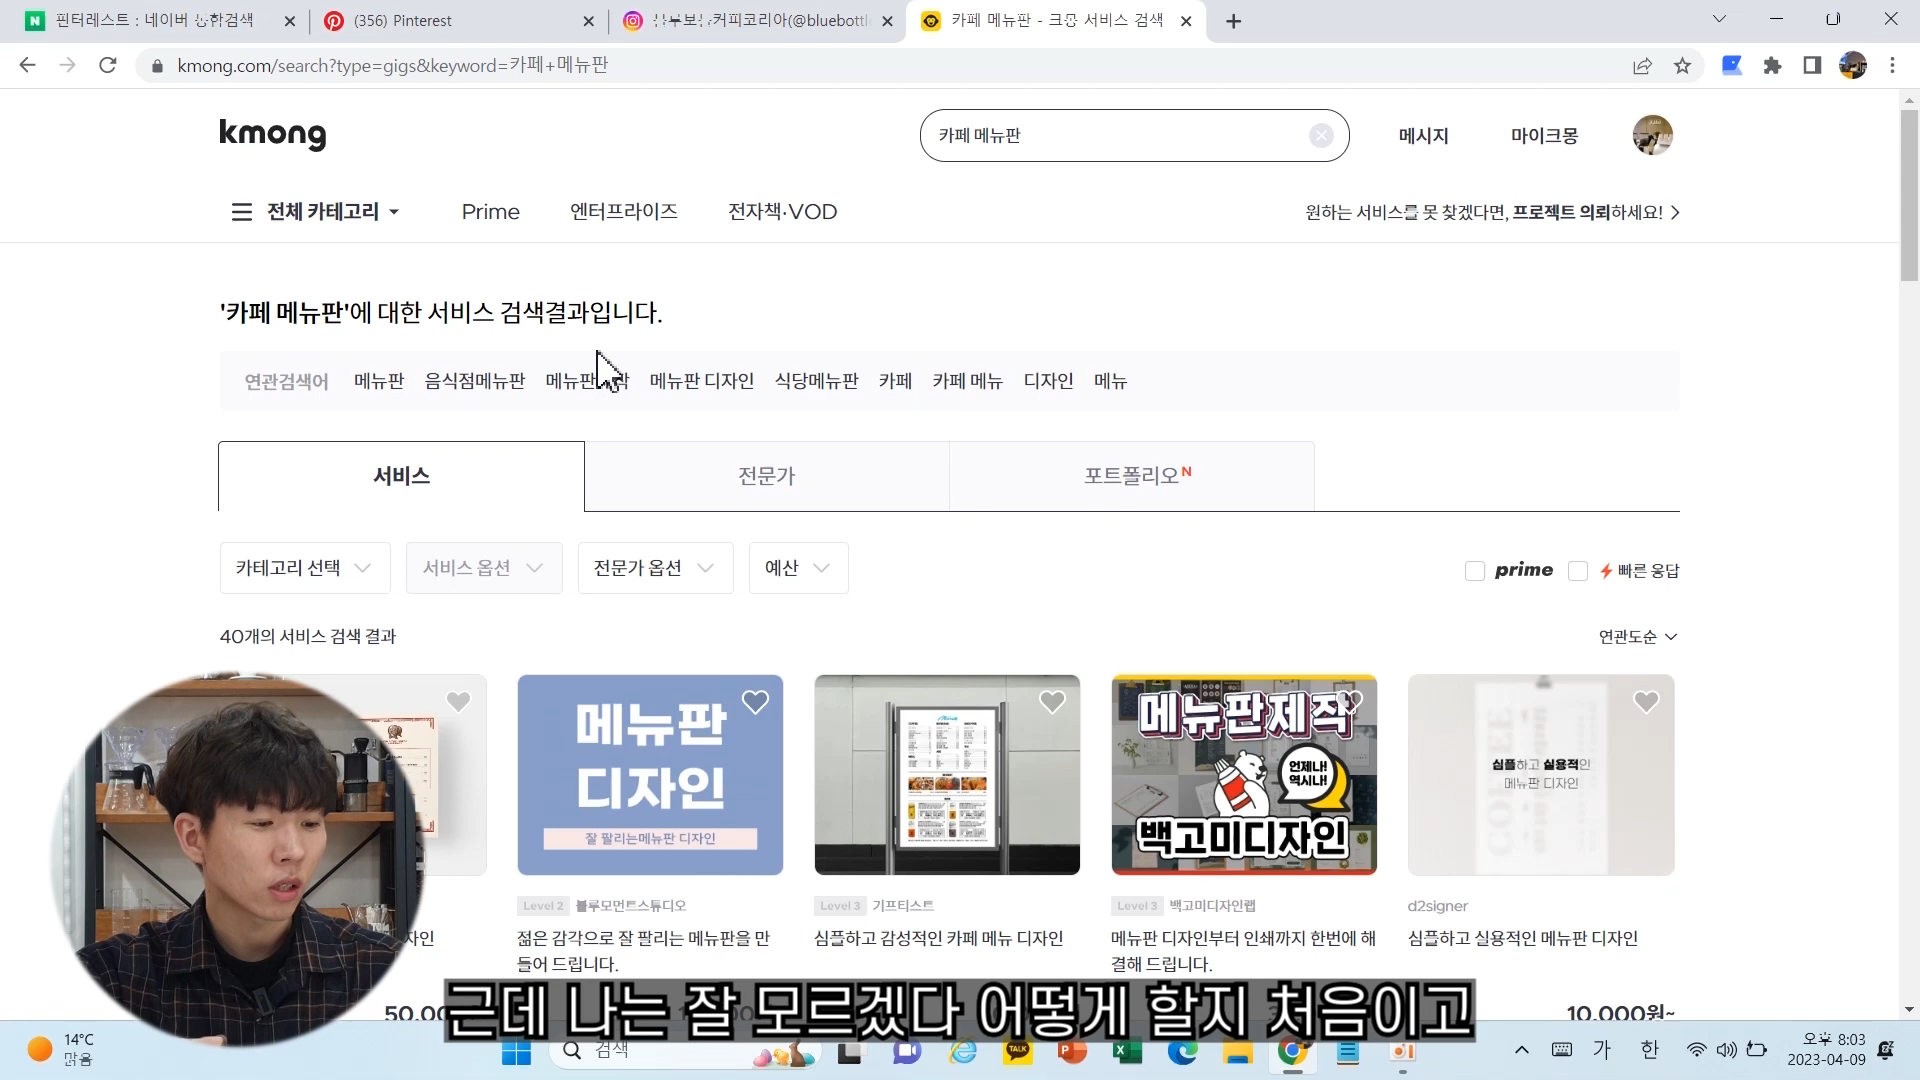 핀터레스트 : 네이버 통합검색
(356) Pinterest
블루보틀커피코리아(@bluebottle
카페 메뉴판 - 크몽 서비스 검색
kmong.com/search?type=gigs&keyword=카페+메뉴판
kmong
카페 메뉴판
메시지
마이크몽
전체 카테고리
Prime
엔터프라이즈
전자책·VOD
원하는 서비스를 못 찾겠다면, 프로젝트 의뢰하세요!
'카페 메뉴판'에 대한 서비스 검색결과입니다.
연관검색어 메뉴판 음식점메뉴판 메뉴판 메뉴판 디자인 식당메뉴판 카페 카페 메뉴 디자인 메뉴
서비스
전문가
포트폴리오 N
카테고리 선택
서비스 옵션
전문가 옵션
예산
prime
빠른 응답
40개의 서비스 검색 결과
연관도순
메뉴판
디자인
잘 팔리는메뉴판 디자인
메뉴판제작
언제나!
역시나!
백고미디자인
심플하고 실용적인
메뉴판 디자인
Level 2 블루모먼트스튜디오
Level 3 기프티스트
Level 3 백고미디자인랩
d2signer
자인
젊은 감각으로 잘 팔리는 메뉴판을 만
들어 드립니다.
심플하고 감성적인 카페 메뉴 디자인
메뉴판 디자인부터 인쇄까지 한번에 해
결해 드립니다.
심플하고 실용적인 메뉴판 디자인
10,000원~
근데 나는 잘 모르겠다 어떻게 할지 처음이고
14°C
맑음
검색
TALK
가
한
오후 8:03
2023-04-09